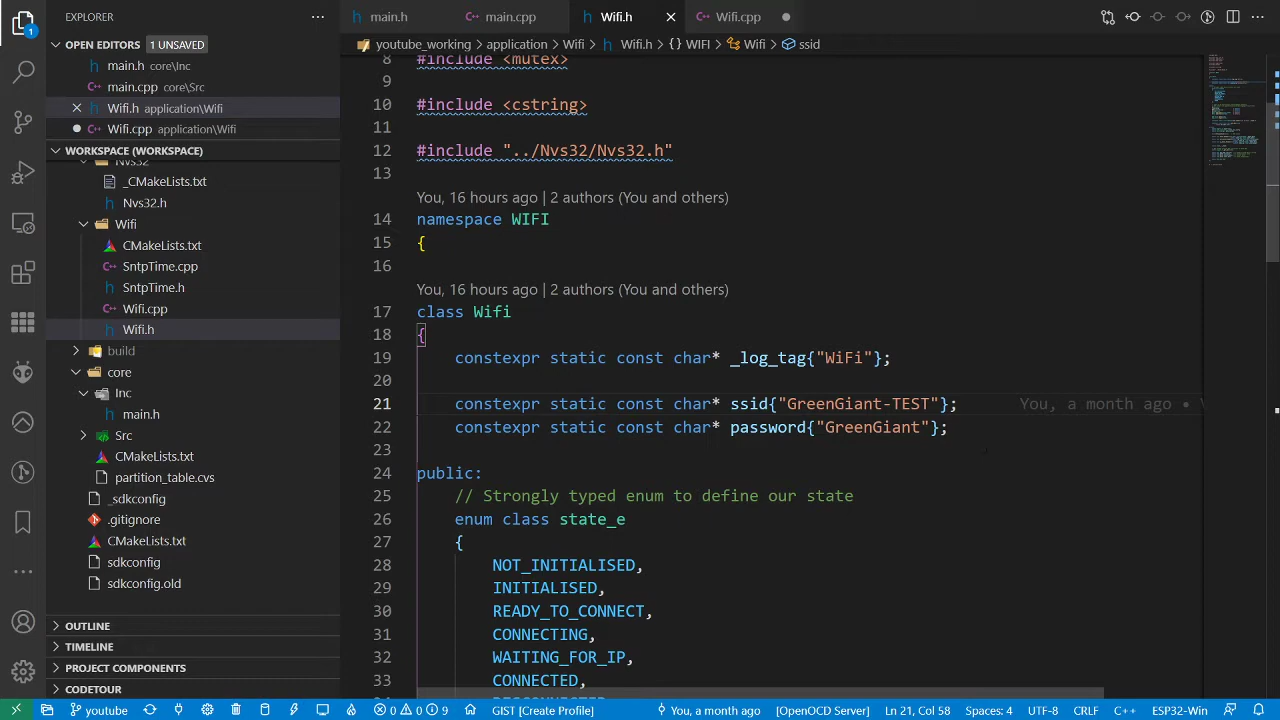 EXPLORER
main.h
main.cpp
Wifi.h
Wifi.cpp
1
OPEN EDITORS
1 UNSAVED
youtube_working > application > Wifi > Wifi.h > {} WIFI > Wifi > ssid
main.h core\Inc
main.cpp core\Src
Wifi.h application\Wifi
Wifi.cpp application\Wifi
WORKSPACE (WORKSPACE)
Nvs32
_CMakeLists.txt
Nvs32.h
Wifi
CMakeLists.txt
SntpTime.cpp
SntpTime.h
Wifi.cpp
Wifi.h
build
core
Inc
main.h
Src
CMakeLists.txt
partition_table.cvs
_sdkconfig
.gitignore
CMakeLists.txt
sdkconfig
sdkconfig.old
OUTLINE
TIMELINE
PROJECT COMPONENTS
CODETOUR
8 #include <mutex>
9
10 #include <cstring>
11
12 #include "../Nvs32/Nvs32.h"
13
You, 16 hours ago | 2 authors (You and others)
14 namespace WIFI
15 {
16
You, 16 hours ago | 2 authors (You and others)
17 class Wifi
18 {
19 constexpr static const char* _log_tag{"WiFi"};
20
21 constexpr static const char* ssid{"GreenGiant-TEST"}; You, a month ago •
22 constexpr static const char* password{"GreenGiant"};
23
24 public:
25 // Strongly typed enum to define our state
26 enum class state_e
27 {
28 NOT_INITIALISED,
29 INITIALISED,
30 READY_TO_CONNECT,
31 CONNECTING,
32 WAITING_FOR_IP,
33 CONNECTED,
youtube
0 0 9
GIST [Create Profile]
You, a month ago
[OpenOCD Server]
Ln 21, Col 58
Spaces: 4
UTF-8
CRLF
C++
ESP32-Win